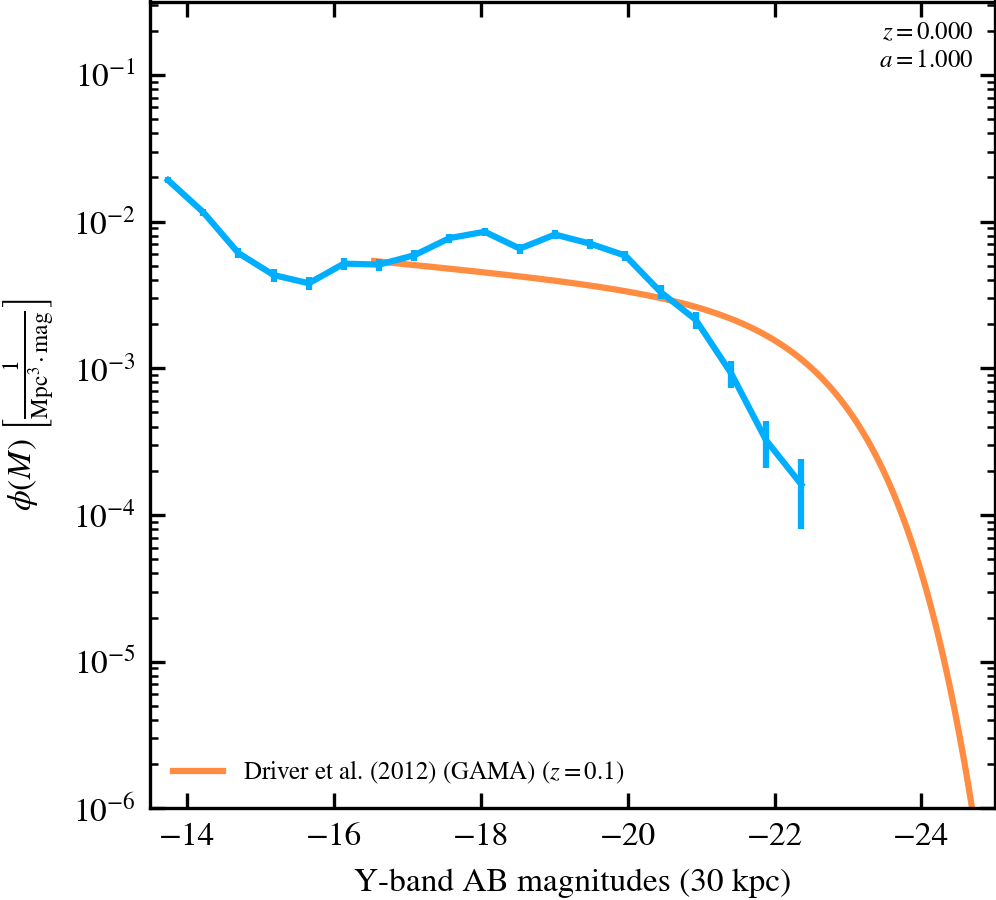 z = 0.000
a = 1.000
10⁻¹
10⁻²
10⁻³
10⁻⁴
10⁻⁵
10⁻⁶
ϕ(M) [1 / Mpc³ · mag]
Driver et al. (2012) (GAMA) (z = 0.1)
−14 −16 −18 −20 −22 −24
Y-band AB magnitudes (30 kpc)